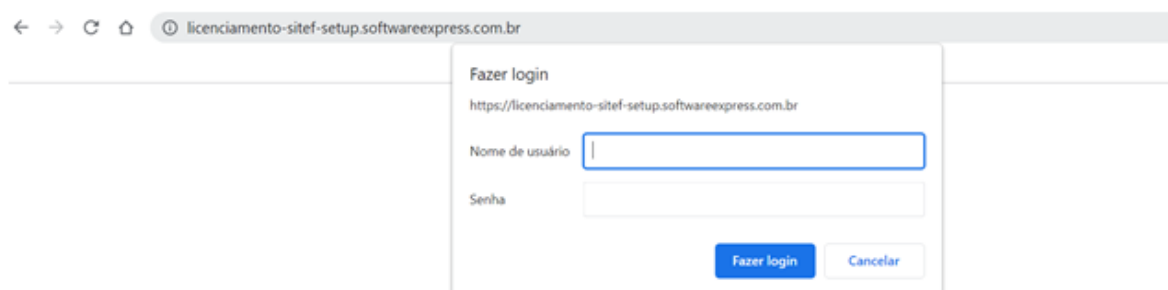 licenciamento-sitef-setup.softwareexpress.com.br
Fazer login
https://licenciamento-sitef-setup.softwareexpress.com.br
Nome de usuário
Senha
Fazer login Cancelar